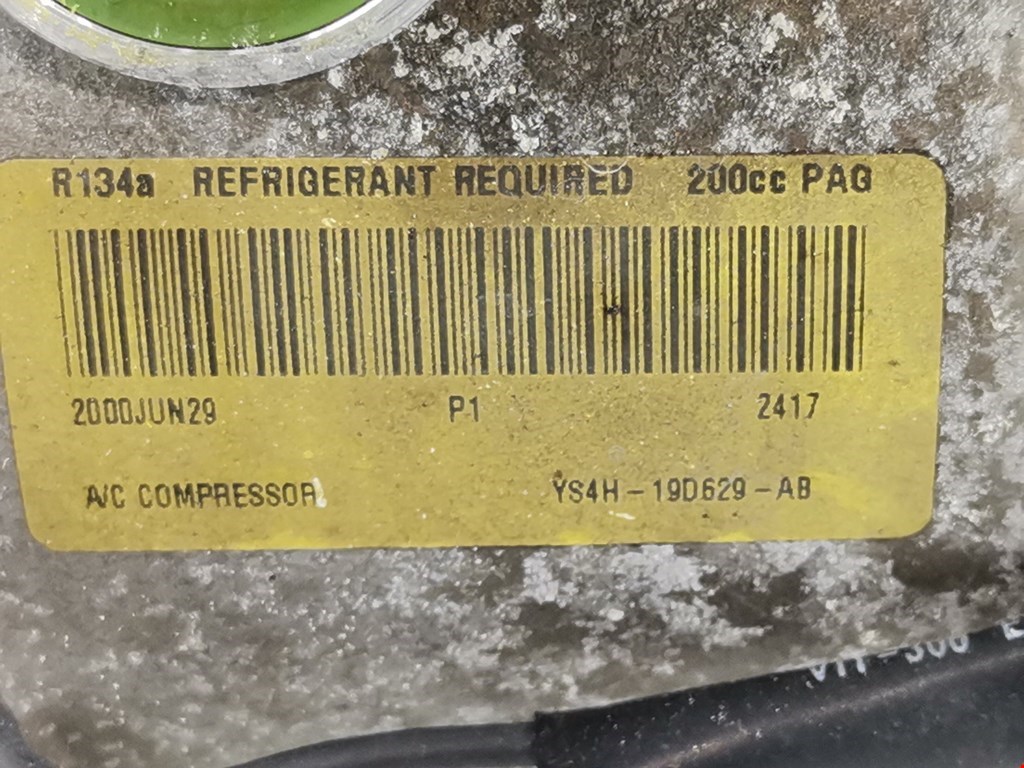 R134a REFRIGERANT REQUIRED 200cc PAG
2000JUN29 P1 2417
A/C COMPRESSOR YS4H-19D629-AB